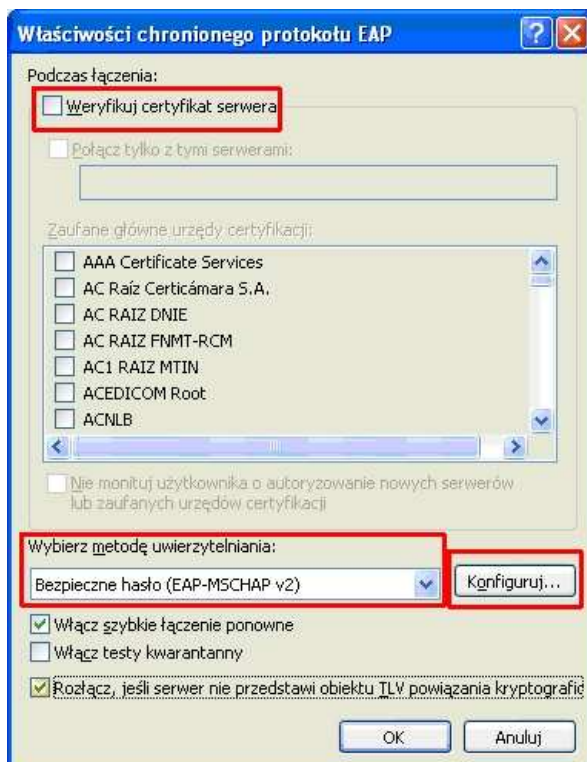 Właściwości chronionego protokołu EAP
Podczas łączenia:
Weryfikuj certyfikat serwera
Połącz tylko z tymi serwerami:
Zaufane główne urzędy certyfikacji:
AAA Certificate Services
AC Raíz Certicámara S.A.
AC RAIZ DNIE
AC RAIZ FNMT-RCM
AC1 RAIZ MTIN
ACEDICOM Root
ACNLB
Nie monituj użytkownika o autoryzowanie nowych serwerów
lub zaufanych urzędów certyfikacji
Wybierz metodę uwierzytelniania:
Bezpieczne hasło (EAP-MSCHAP v2)
Konfiguruj...
Włącz szybkie łączenie ponowne
Włącz testy kwarantanny
Rozłącz, jeśli serwer nie przedstawi obiektu TLV powiązania kryptografic
OK
Anuluj